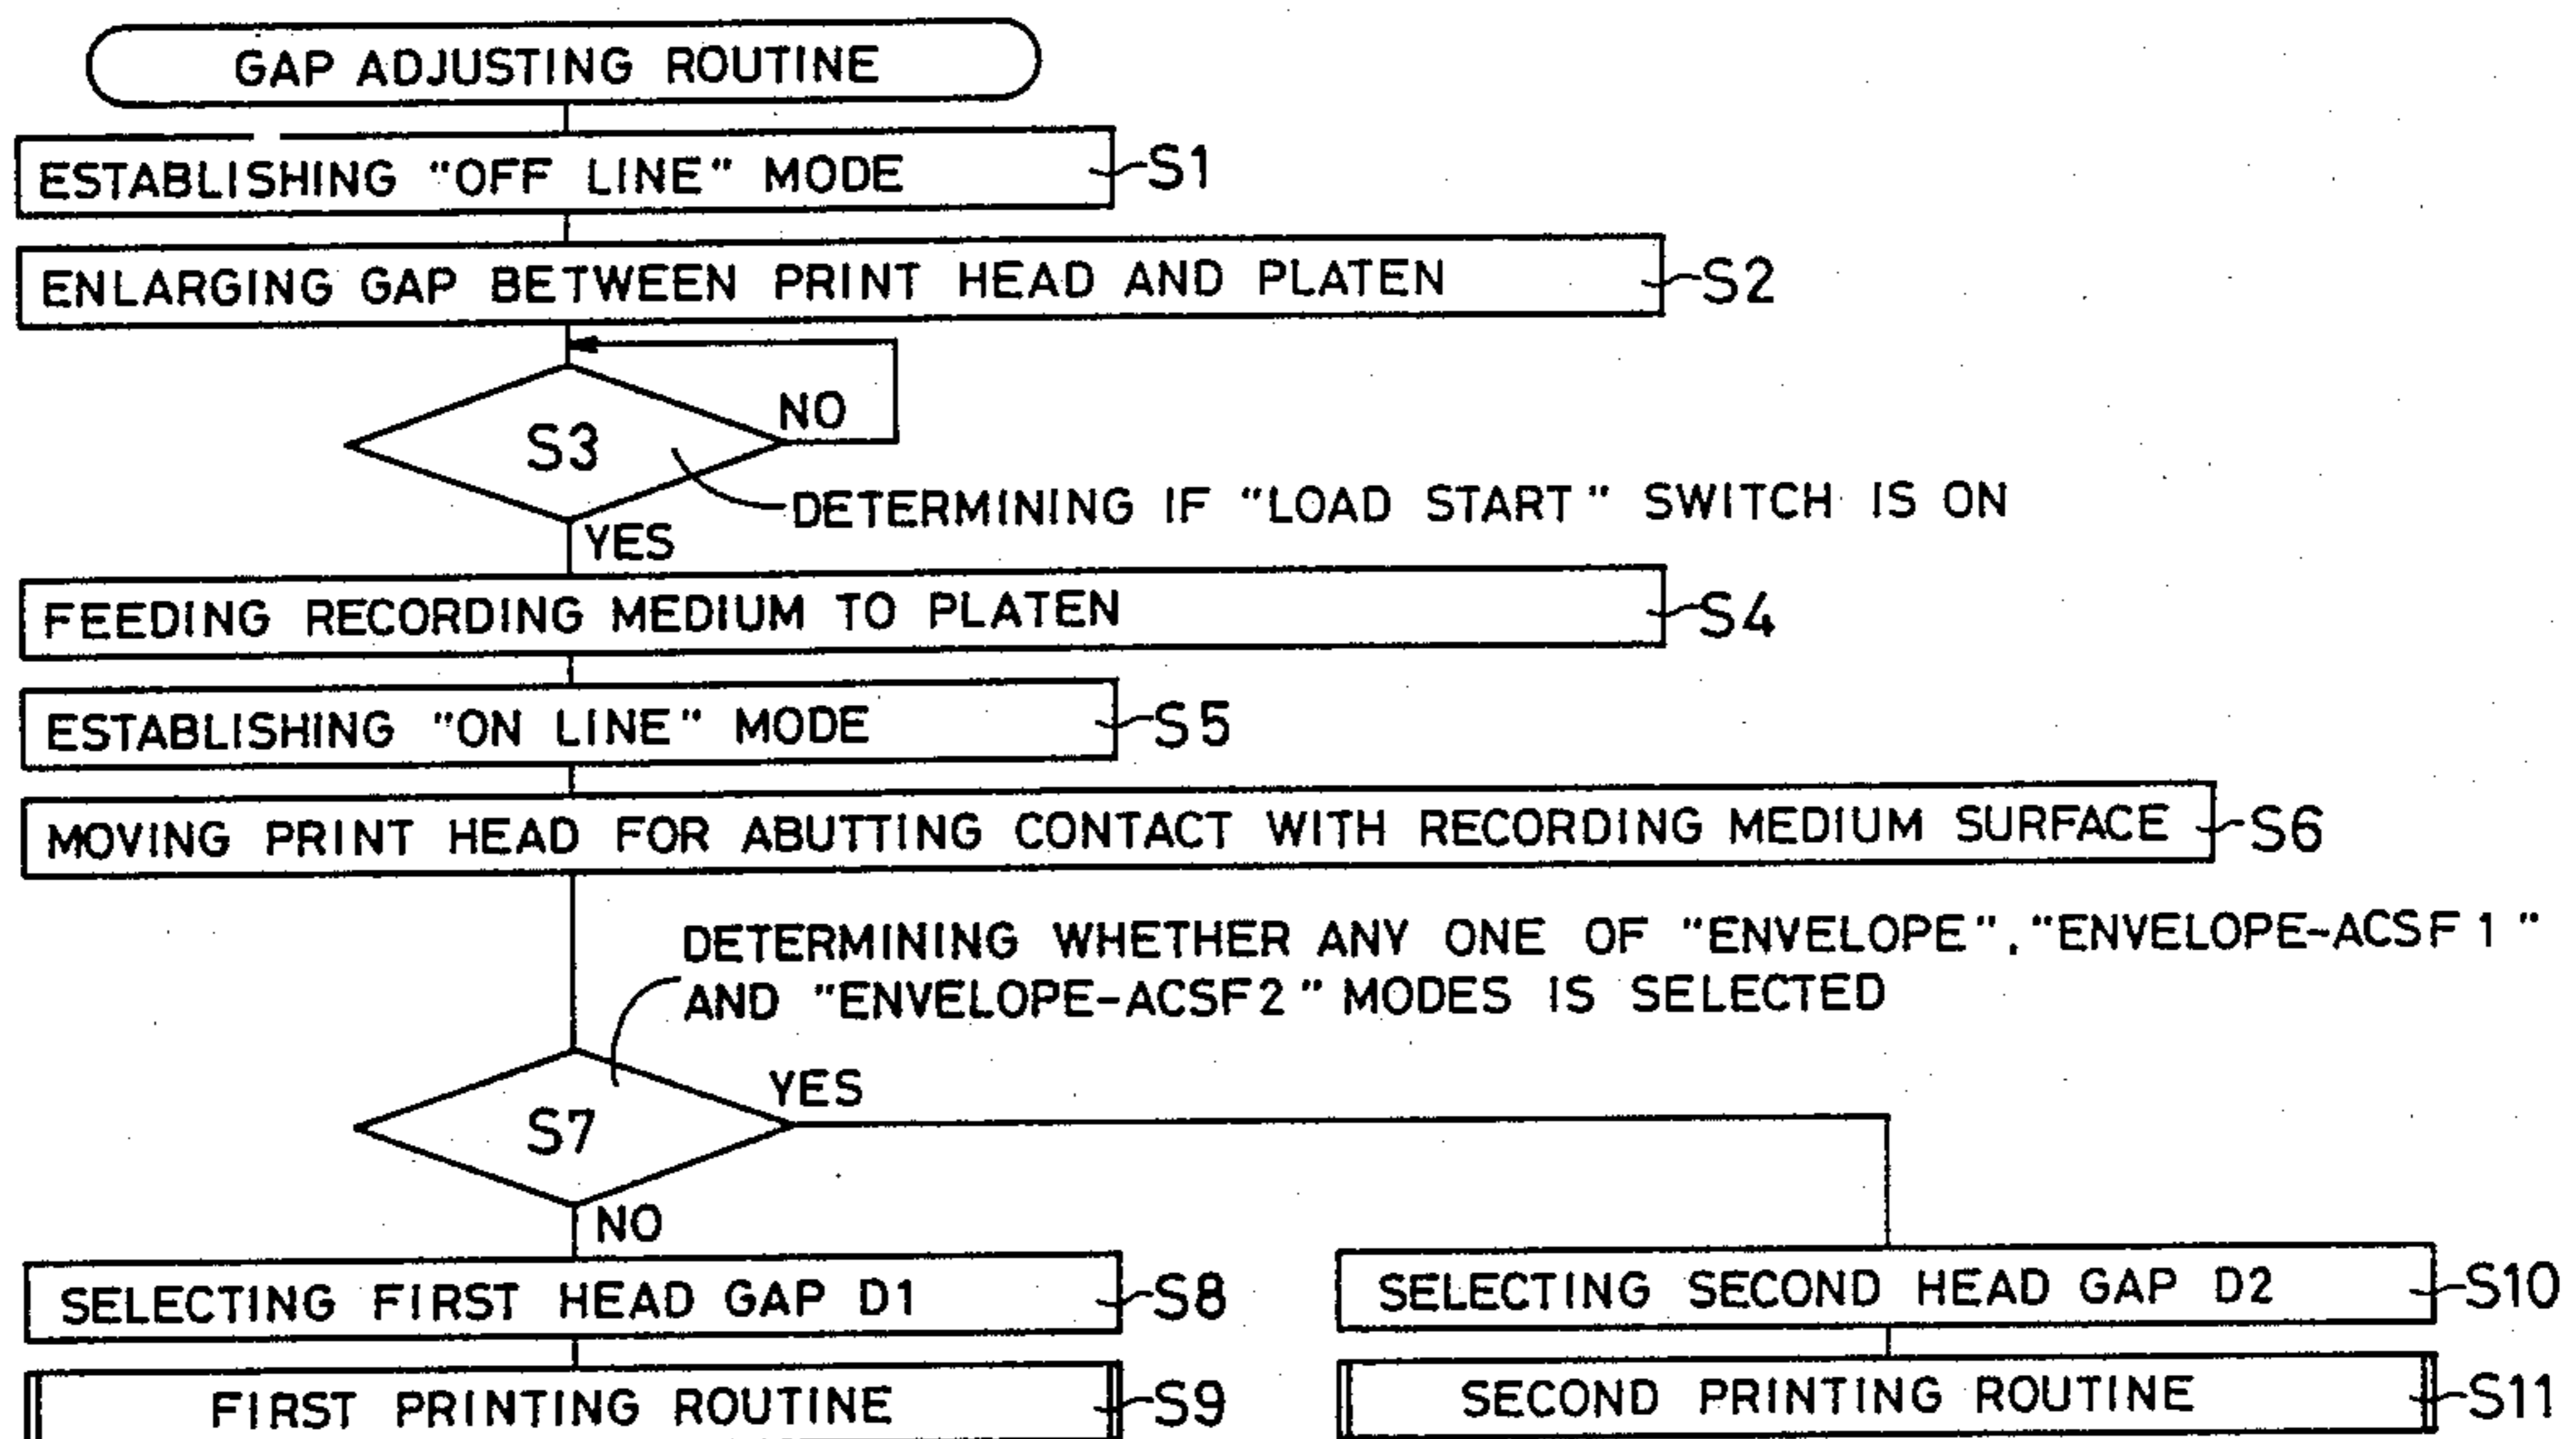 GAP ADJUSTING ROUTINE
ESTABLISHING "OFF LINE" MODE
S1
ENLARGING GAP BETWEEN PRINT HEAD AND PLATEN
S2
NO
S3
DETERMINING IF "LOAD START" SWITCH IS ON
YES
FEEDING RECORDING MEDIUM TO PLATEN
S4
ESTABLISHING "ON LINE" MODE
S5
MOVING PRINT HEAD FOR ABUTTING CONTACT WITH RECORDING MEDIUM SURFACE
S6
DETERMINING WHETHER ANY ONE OF "ENVELOPE", "ENVELOPE-ACSF1"
AND "ENVELOPE-ACSF2" MODES IS SELECTED
YES
S7
NO
SELECTING FIRST HEAD GAP D1
S8
SELECTING SECOND HEAD GAP D2
S10
FIRST PRINTING ROUTINE
S9
SECOND PRINTING ROUTINE
S11